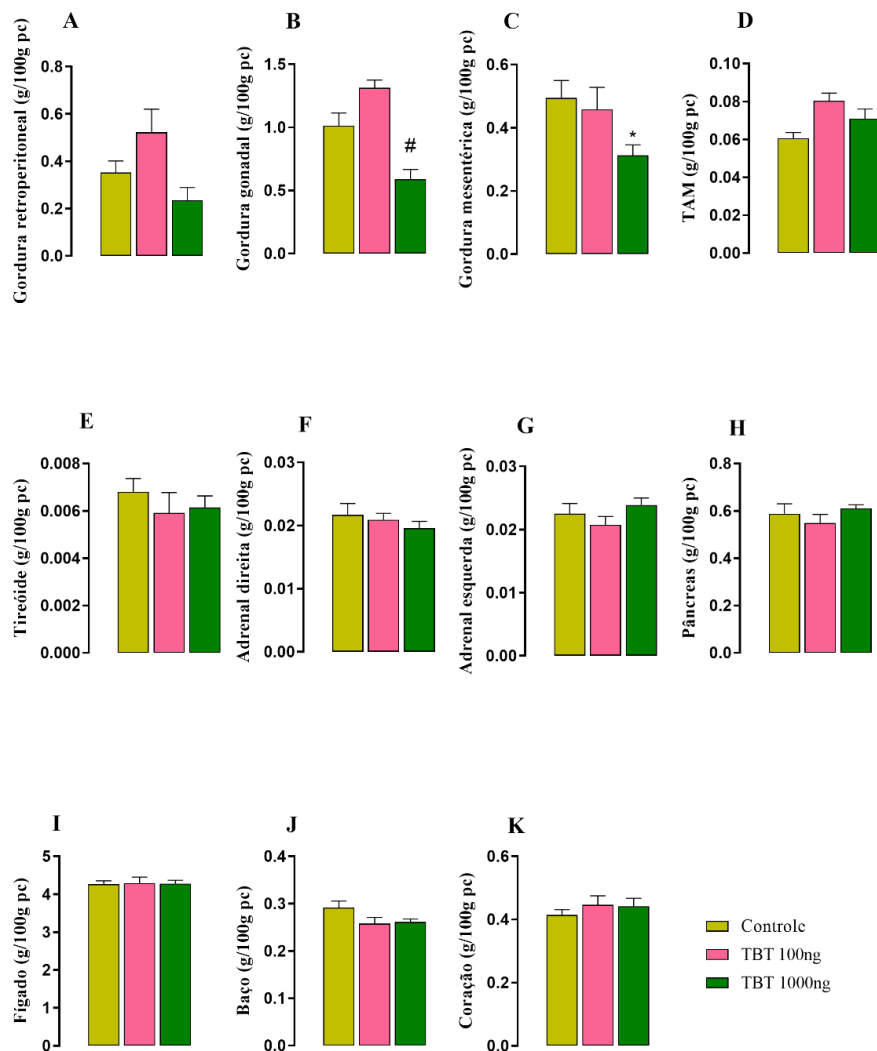 A
Gordura retroperitoneal (g/100g pc)
0.8
0.6
0.4
0.2
0.0
B
Gordura gonadal (g/100g pc)
1.5
1.0
0.5
0.0
#
C
Gordura mesentérica (g/100g pc)
0.6
0.4
0.2
0.0
*
D
TAM (g/100g pc)
0.10
0.08
0.06
0.04
0.02
0.00
E
Tireóide (g/100g pc)
0.008
0.006
0.004
0.002
0.000
F
Adrenal direita (g/100g pc)
0.03
0.02
0.01
0.00
G
Adrenal esquerda (g/100g pc)
0.03
0.02
0.01
0.00
H
Pâncreas (g/100g pc)
0.8
0.6
0.4
0.2
0.0
I
Fígado (g/100g pc)
5
4
3
2
1
0
J
Baço (g/100g pc)
0.4
0.3
0.2
0.1
0.0
K
Coração (g/100g pc)
0.6
0.4
0.2
0.0
Controle
TBT 100ng
TBT 1000ng